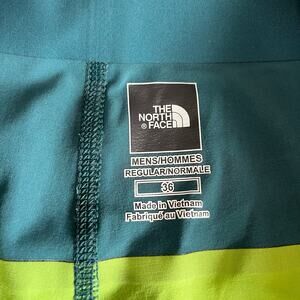 THE
NORTH
® FACE
MENS/HOMMES
REGULAR/NORMALE
36
Made in Vietnam
Fabriqué au Vietnam